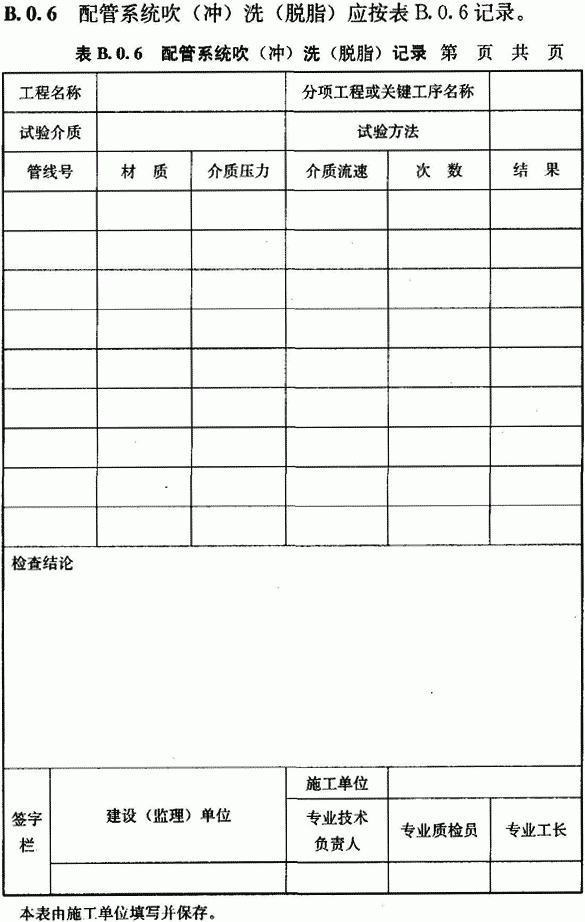 B.0.6 配管系统吹（冲）洗（脱脂）应按表 B.0.6 记录。
表 B.0.6 配管系统吹（冲）洗（脱脂）记录 第 页 共 页
工程名称 分项工程或关键工序名称
试验介质 试验方法
管线号 材 质 介质压力 介质流速 次 数 结 果
检查结论
签字栏 建设（监理）单位 施工单位
专业技术负责人 专业质检员 专业工长
本表由施工单位填写并保存。